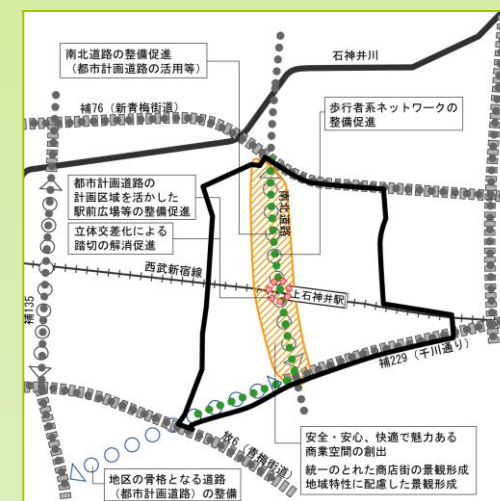 南北道路の整備促進
（都市計画道路の活用等）
石神井川
補76（新青梅街道）
歩行者系ネットワークの
整備促進
都市計画道路の
計画区域を活かした
駅前広場等の整備促進
南北道路
立体交差化による
踏切の解消促進
西武新宿線
上石神井駅
補135
補229（千川通り）
放6（青梅街道）
安全・安心、快適で魅力ある
商業空間の創出
統一のとれた商店街の景観形成
地域特性に配慮した景観形成
地区の骨格となる道路
（都市計画道路）の整備